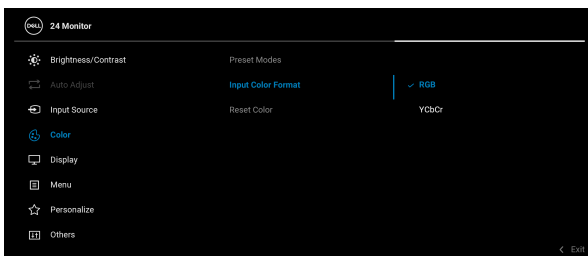 DELL 24 Monitor
Brightness/Contrast Preset Modes
Auto Adjust Input Color Format RGB
Input Source Reset Color YCbCr
Color
Display
Menu
Personalize
Others
Exit